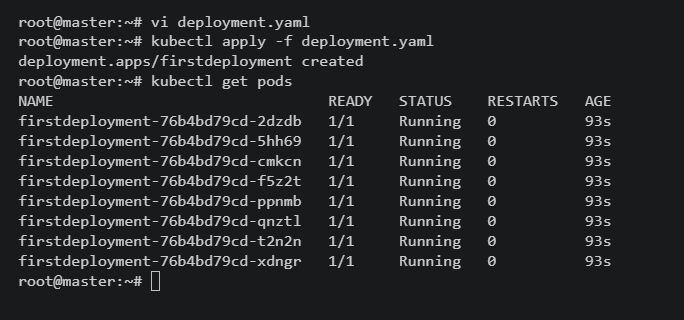 root@master:~# vi deployment.yaml
root@master:~# kubectl apply -f deployment.yaml
deployment.apps/firstdeployment created
root@master:~# kubectl get pods
NAME                               READY   STATUS    RESTARTS   AGE
firstdeployment-76b4bd79cd-2dzdb   1/1     Running   0          93s
firstdeployment-76b4bd79cd-5hh69   1/1     Running   0          93s
firstdeployment-76b4bd79cd-cmkcn   1/1     Running   0          93s
firstdeployment-76b4bd79cd-f5z2t   1/1     Running   0          93s
firstdeployment-76b4bd79cd-ppnmb   1/1     Running   0          93s
firstdeployment-76b4bd79cd-qnztl   1/1     Running   0          93s
firstdeployment-76b4bd79cd-t2n2n   1/1     Running   0          93s
firstdeployment-76b4bd79cd-xdngr   1/1     Running   0          93s
root@master:~#